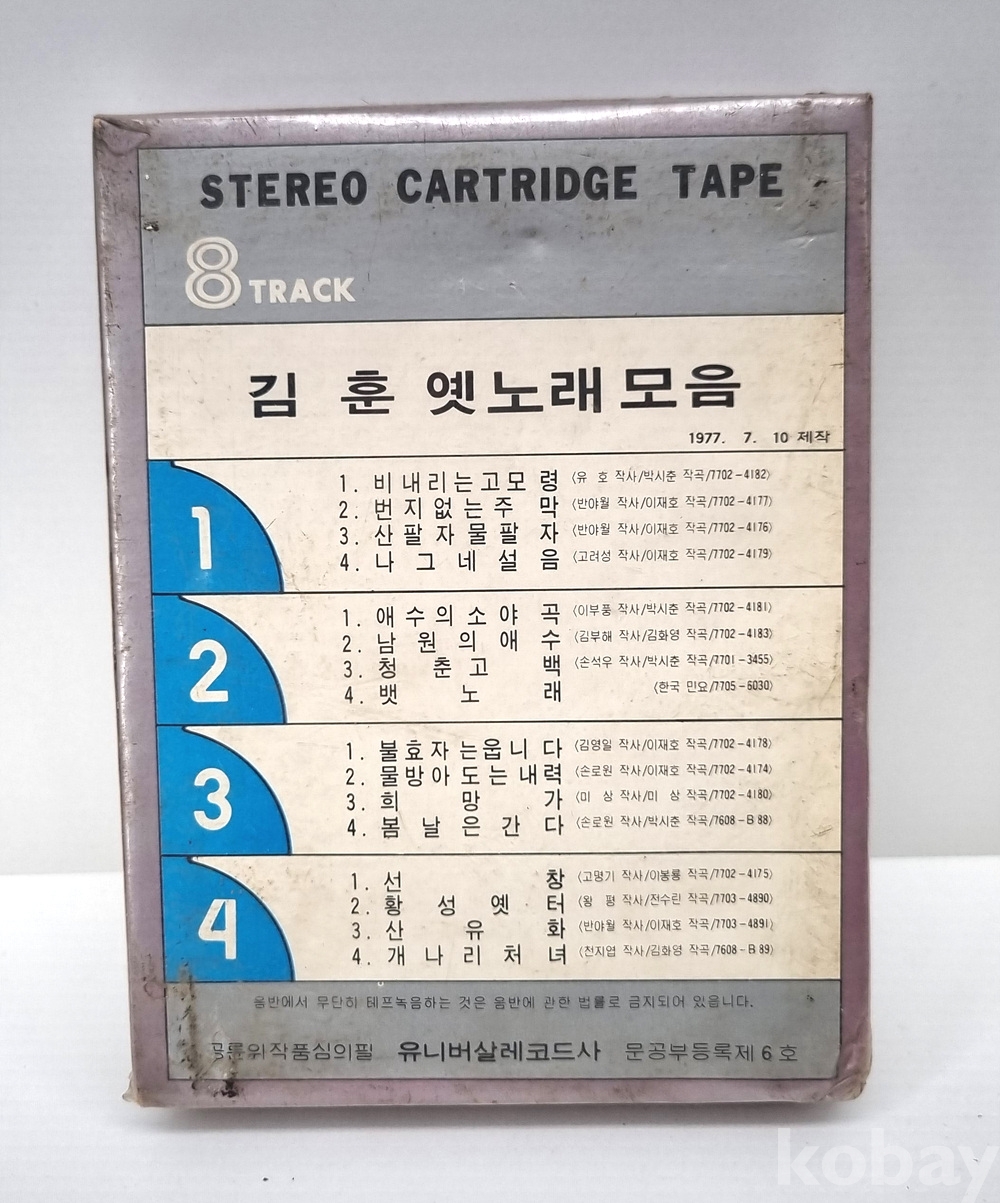 STEREO CARTRIDGE TAPE
8 TRACK
김 훈 옛노래모음
1977. 7. 10 제작
1
1. 비내리는고모령 〈유 호 작사/박시춘 작곡/7702-4182〉
2. 번지없는주막 〈반야월 작사/이재호 작곡/7702-4177〉
3. 산팔자물팔자 〈반야월 작사/이재호 작곡/7702-4176〉
4. 나그네설음 〈고려성 작사/이재호 작곡/7702-4179〉
2
1. 애수의소야곡 〈이부풍 작사/박시춘 작곡/7702-4181〉
2. 남원의애수 〈김부해 작사/김화영 작곡/7702-4183〉
3. 청춘고백 〈손석우 작사/박시춘 작곡/7701-3455〉
4. 뱃노래 〈한국 민요/7705-6030〉
3
1. 불효자는웁니다 〈김영일 작사/이재호 작곡/7702-4178〉
2. 물방아도는내력 〈손로원 작사/이재호 작곡/7702-4174〉
3. 희망가 〈미 상 작사/미 상 작곡/7702-4180〉
4. 봄날은간다 〈손로원 작사/박시춘 작곡/7608-B88〉
4
1. 선창 〈고명기 작사/이봉룡 작곡/7702-4175〉
2. 황성옛터 〈왕 평 작사/전수린 작곡/7703-4890〉
3. 산유화 〈반야월 작사/이재호 작곡/7703-4891〉
4. 개나리처녀 〈천지엽 작사/김화영 작곡/7608-B89〉
음반에서 무단히 테프녹음하는 것은 음반에 관한 법률로 금지되어 있읍니다.
공륜위작품심의필 유니버살레코드사 문공부등록제6호
kobay